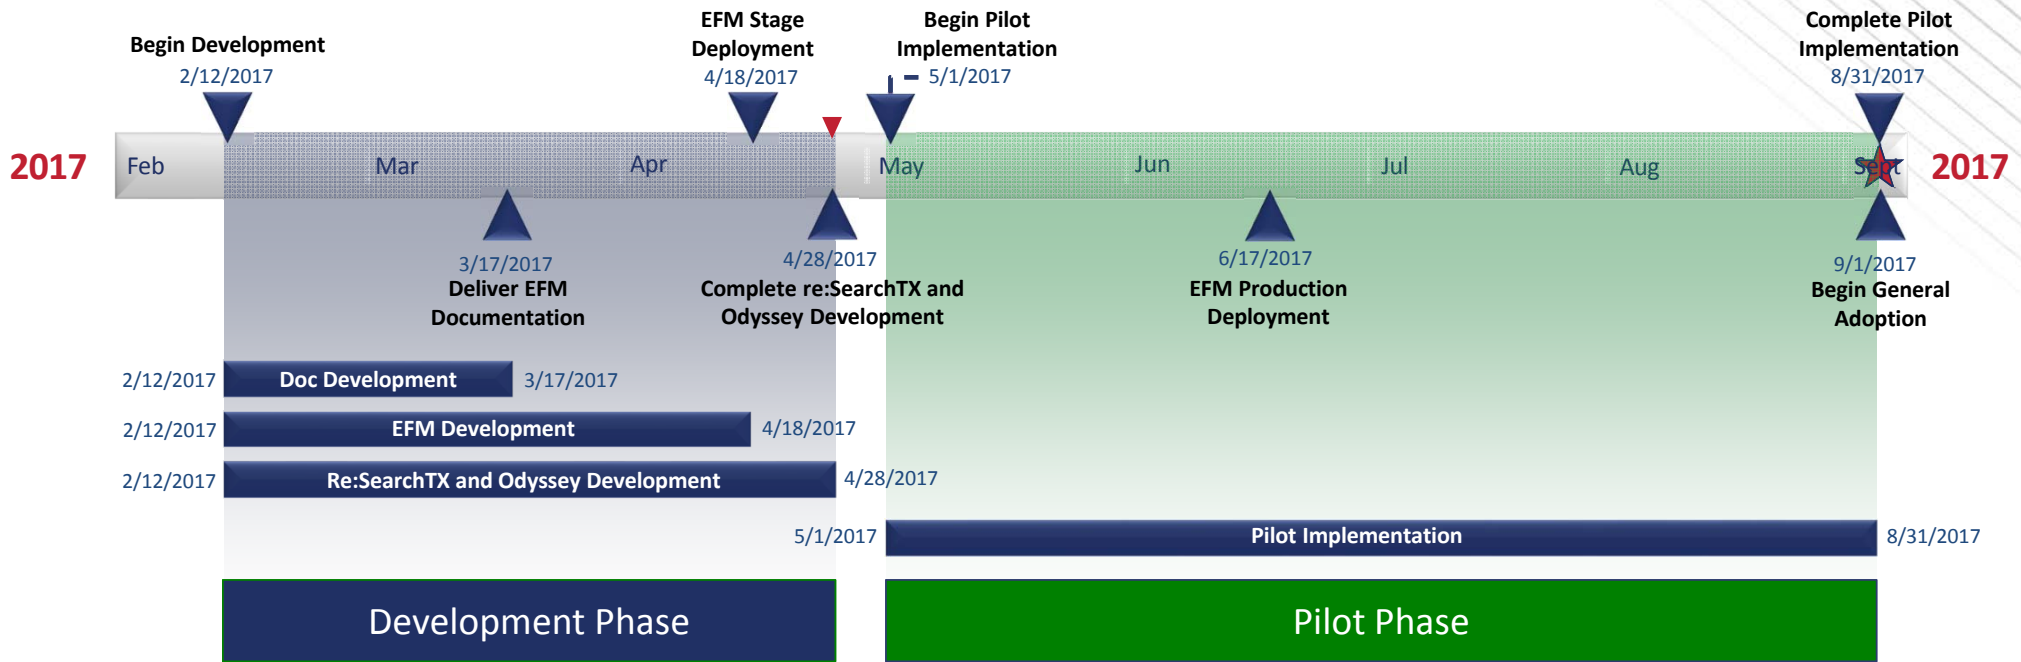 Begin Development
2/12/2017
EFM Stage
Deployment
4/18/2017
Begin Pilot
Implementation
5/1/2017
Complete Pilot
Implementation
8/31/2017
2017 Feb Mar Apr May Jun Jul Aug Sept 2017
3/17/2017
Deliver EFM
Documentation
4/28/2017
Complete re:SearchTX and
Odyssey Development
6/17/2017
EFM Production
Deployment
9/1/2017
Begin General
Adoption
2/12/2017 Doc Development 3/17/2017
2/12/2017 EFM Development 4/18/2017
2/12/2017 Re:SearchTX and Odyssey Development 4/28/2017
5/1/2017 Pilot Implementation 8/31/2017
Development Phase
Pilot Phase